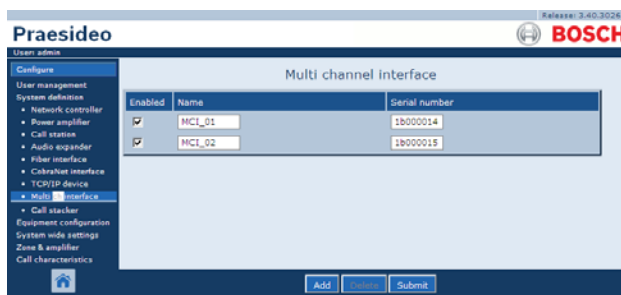 Release: 3.40.3026
Praesideo
BOSCH
User: admin
Configure
User management
System definition
• Network controller
• Power amplifier
• Call station
• Audio expander
• Fiber interface
• CobraNet interface
• TCP/IP device
• Multi interface
• Call stacker
Equipment configuration
System wide settings
Zone & amplifier
Call characteristics
Multi channel interface
Enabled Name Serial number
MCI_01 1b000014
MCI_02 1b000015
Add Delete Submit